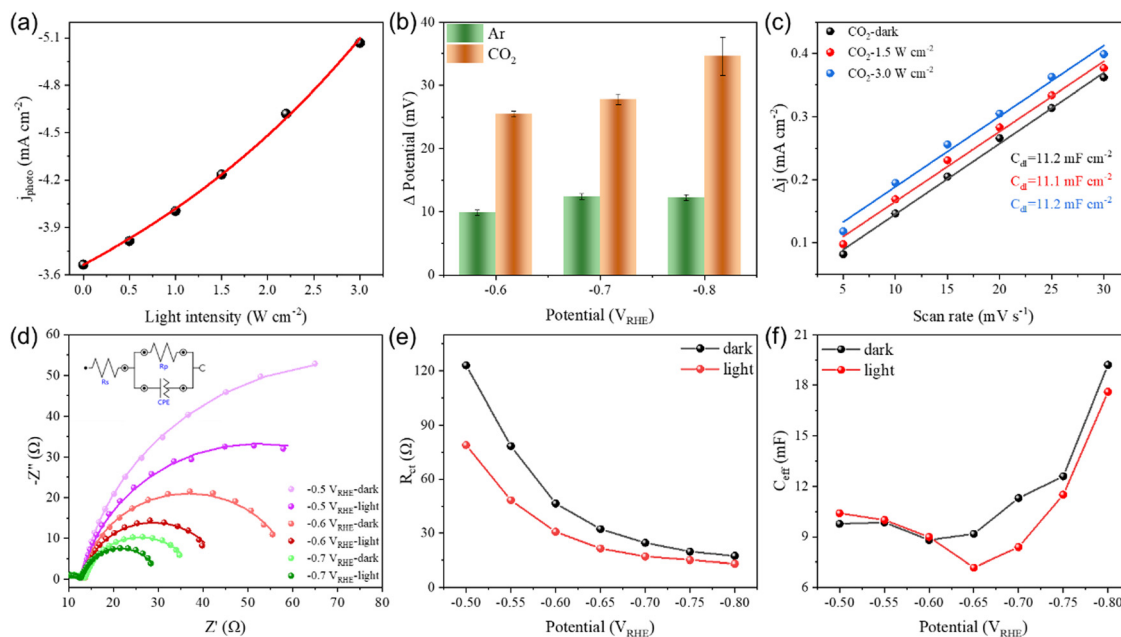 (a)
-5.1
-4.8
-4.5
-4.2
-3.9
-3.6
j_photo (mA cm⁻²)
0.0 0.5 1.0 1.5 2.0 2.5 3.0
Light intensity (W cm⁻²)
(b)
Ar
CO₂
40
30
20
10
0
Δ Potential (mV)
-0.6 -0.7 -0.8
Potential (V_RHE)
(c)
CO₂-dark
CO₂-1.5 W cm⁻²
CO₂-3.0 W cm⁻²
0.4
0.3
0.2
0.1
Δj (mA cm⁻²)
C_dl=11.2 mF cm⁻²
C_dl=11.1 mF cm⁻²
C_dl=11.2 mF cm⁻²
5 10 15 20 25 30
Scan rate (mV s⁻¹)
(d)
60
50
40
30
20
10
0
-Z'' (Ω)
Rs
Rp
CPE
-0.5 V_RHE-dark
-0.5 V_RHE-light
-0.6 V_RHE-dark
-0.6 V_RHE-light
-0.7 V_RHE-dark
-0.7 V_RHE-light
10 20 30 40 50 60 70 80
Z' (Ω)
(e)
dark
light
120
90
60
30
0
R_ct (Ω)
-0.50 -0.55 -0.60 -0.65 -0.70 -0.75 -0.80
Potential (V_RHE)
(f)
dark
light
21
18
15
12
9
6
3
C_eff (mF)
-0.50 -0.55 -0.60 -0.65 -0.70 -0.75 -0.80
Potential (V_RHE)